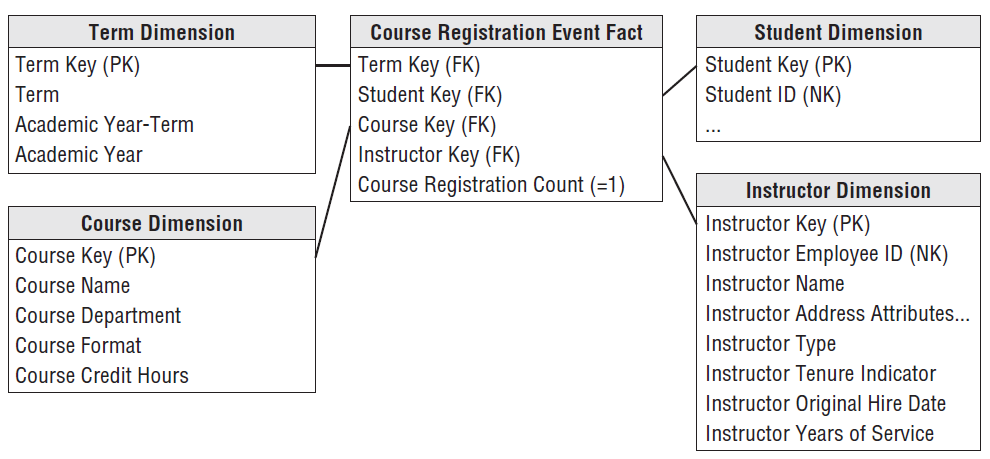 Term Dimension
Term Key (PK)
Term
Academic Year-Term
Academic Year
Course Dimension
Course Key (PK)
Course Name
Course Department
Course Format
Course Credit Hours
Course Registration Event Fact
Term Key (FK)
Student Key (FK)
Course Key (FK)
Instructor Key (FK)
Course Registration Count (=1)
Student Dimension
Student Key (PK)
Student ID (NK)
...
Instructor Dimension
Instructor Key (PK)
Instructor Employee ID (NK)
Instructor Name
Instructor Address Attributes...
Instructor Type
Instructor Tenure Indicator
Instructor Original Hire Date
Instructor Years of Service